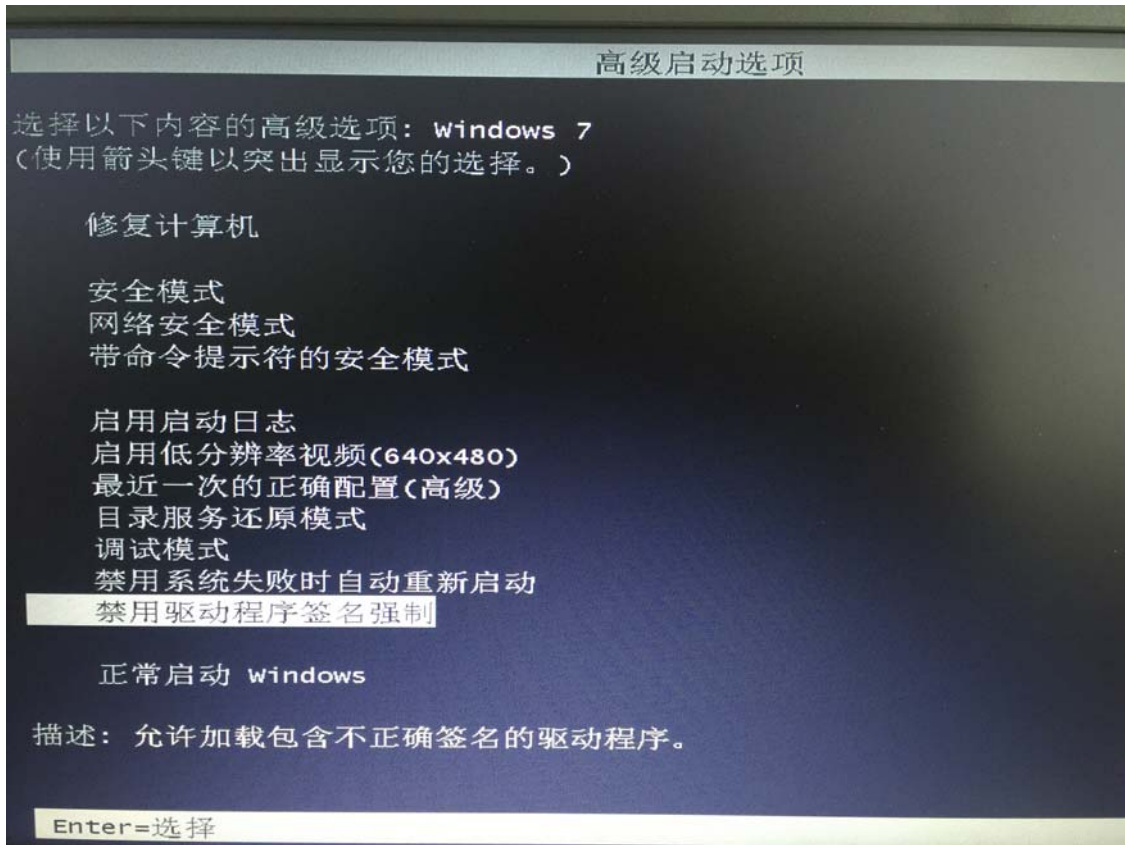 高级启动选项
选择以下内容的高级选项: Windows 7
(使用箭头键以突出显示您的选择。)
修复计算机
安全模式
网络安全模式
带命令提示符的安全模式
启用启动日志
启用低分辨率视频(640x480)
最近一次的正确配置(高级)
目录服务还原模式
调试模式
禁用系统失败时自动重新启动
禁用驱动程序签名强制
正常启动 Windows
描述: 允许加载包含不正确签名的驱动程序。
Enter=选择